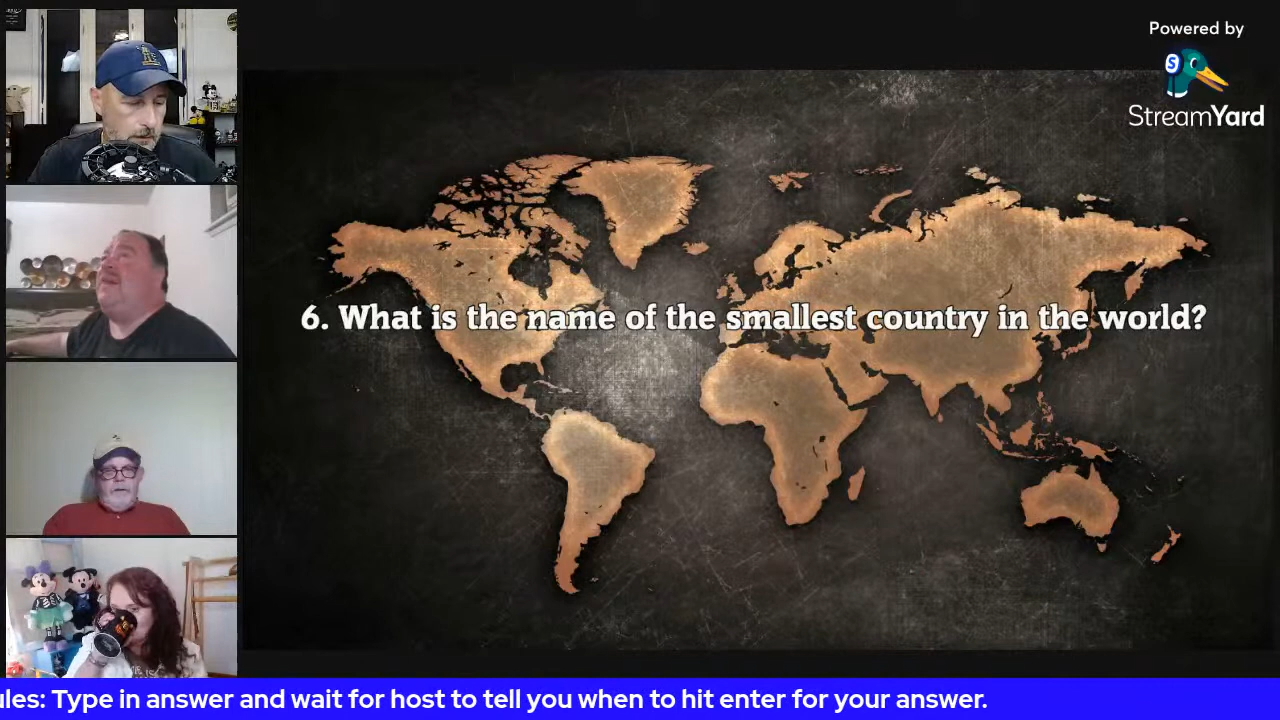 Powered by
StreamYard
6. What is the name of the smallest country in the world?
ules: Type in answer and wait for host to tell you when to hit enter for your answer.